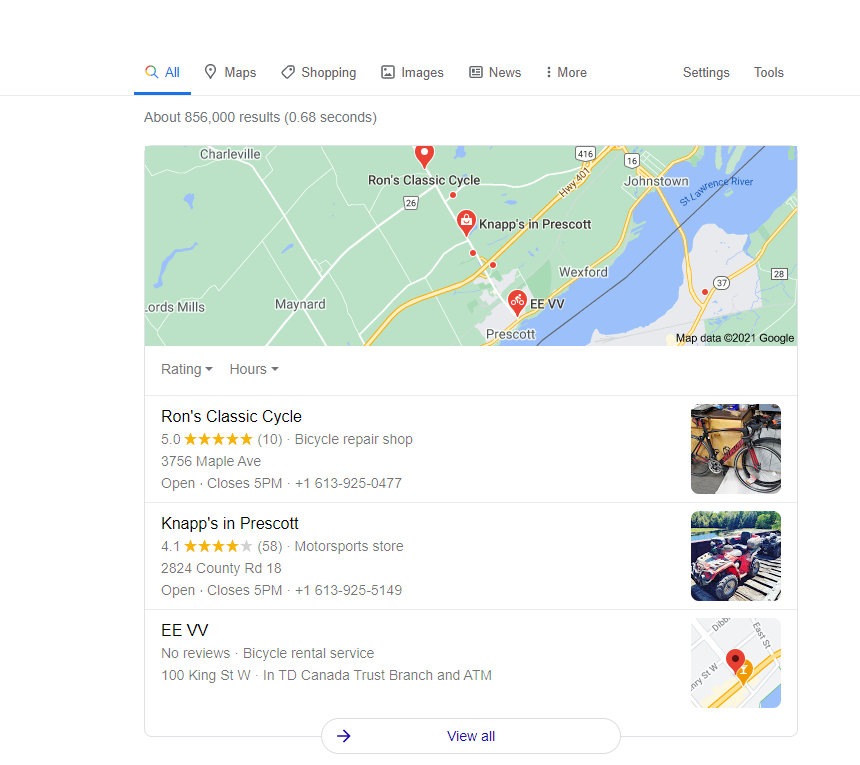 All Maps Shopping Images News More Settings Tools
About 856,000 results (0.68 seconds)
Charleville
416
16
Ron's Classic Cycle
Johnstown
St. Lawrence River
Hwy 401
26
Knapp's in Prescott
Wexford
28
37
Lords Mills
Maynard
EE VV
Prescott
Map data ©2021 Google
Rating Hours
Ron's Classic Cycle
5.0 (10) · Bicycle repair shop
3756 Maple Ave
Open · Closes 5PM · +1 613-925-0477
Knapp's in Prescott
4.1 (58) · Motorsports store
2824 County Rd 18
Open · Closes 5PM · +1 613-925-5149
EE VV
No reviews · Bicycle rental service
100 King St W · In TD Canada Trust Branch and ATM
Dibb
East St
nry St W
View all